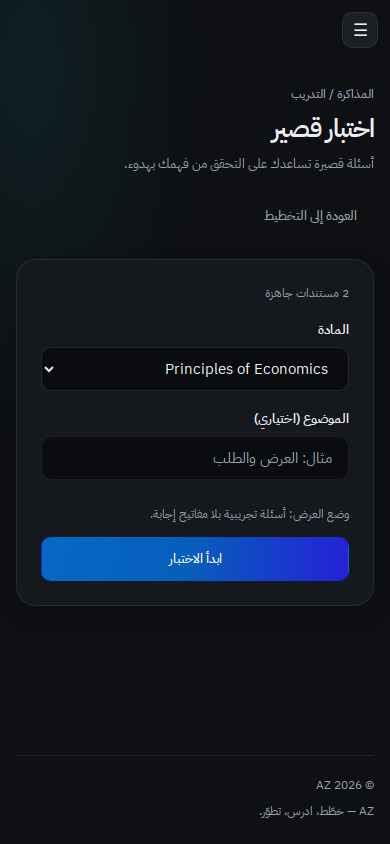 ☰
المذاكرة / التدريب
اختبار قصير
أسئلة قصيرة تساعدك على التحقق من فهمك بهدوء.
العودة إلى التخطيط
2 مستندات جاهزة
المادة
Principles of Economics
الموضوع (اختياري)
مثال: العرض والطلب
وضع العرض: أسئلة تجريبية بلا مفاتيح إجابة.
ابدأ الاختبار
© 2026 AZ
AZ — خطّط، ادرس، تطوّر.